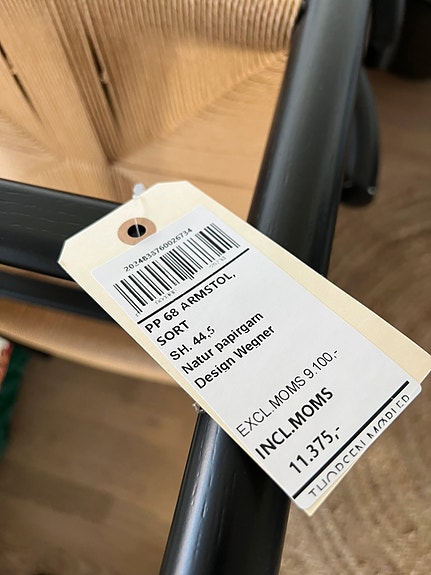 2024833760026734
PP 68 ARMSTOL,
SORT
SH. 44,5
Natur papirgarn
Design Wegner
EXCL.MOMS 9.100,-
INCL.MOMS
11.375,-
THORSEN MØBLER